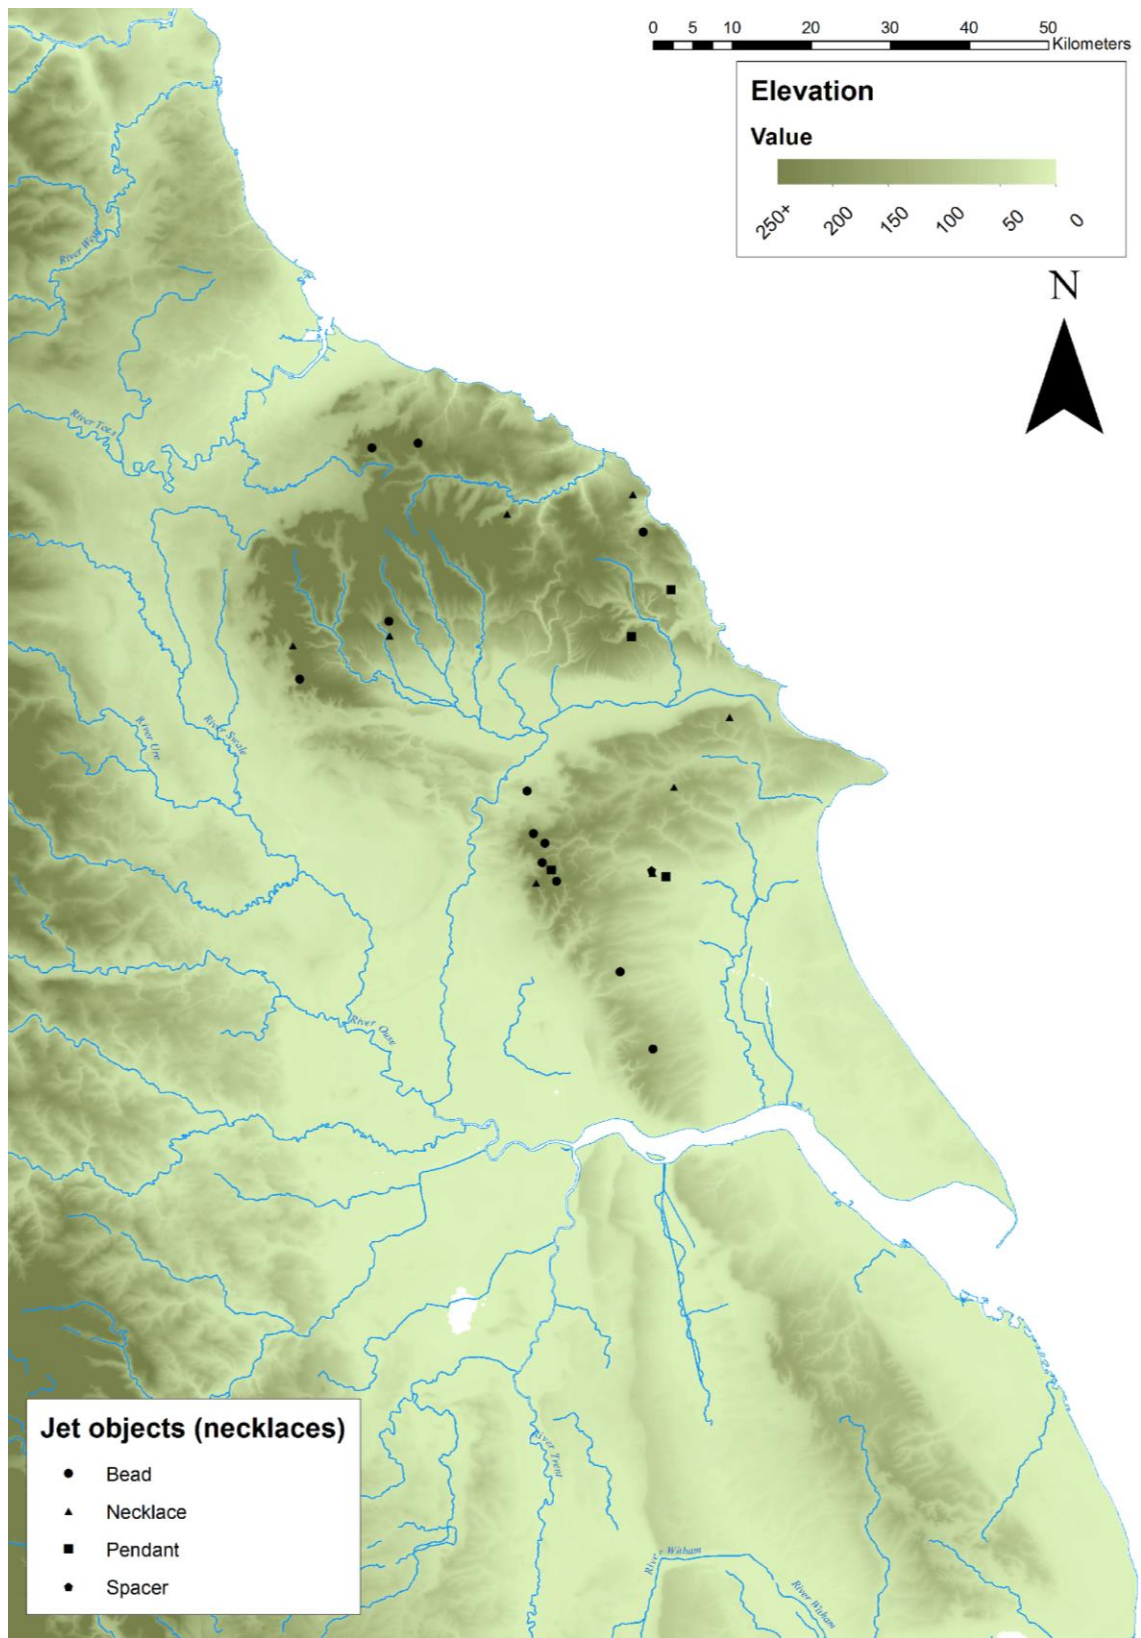 0 5 10 20 30 40 50
Kilometers
Elevation
Value
250+ 200 150 100 50 0
N
River Wear
River Tees
River Ure
River Swale
River Ouse
River Trent
River Witham
River Witham
Jet objects (necklaces)
Bead
Necklace
Pendant
Spacer